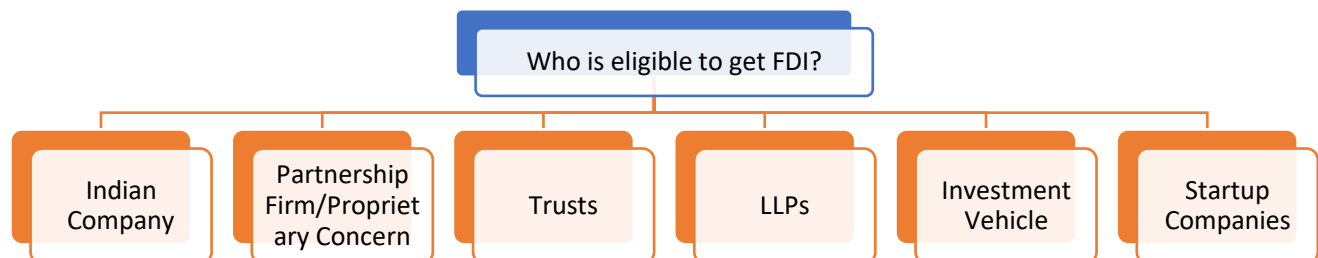 Who is eligible to get FDI?
Indian
Company
Partnership
Firm/Propriet
ary Concern
Trusts
LLPs
Investment
Vehicle
Startup
Companies